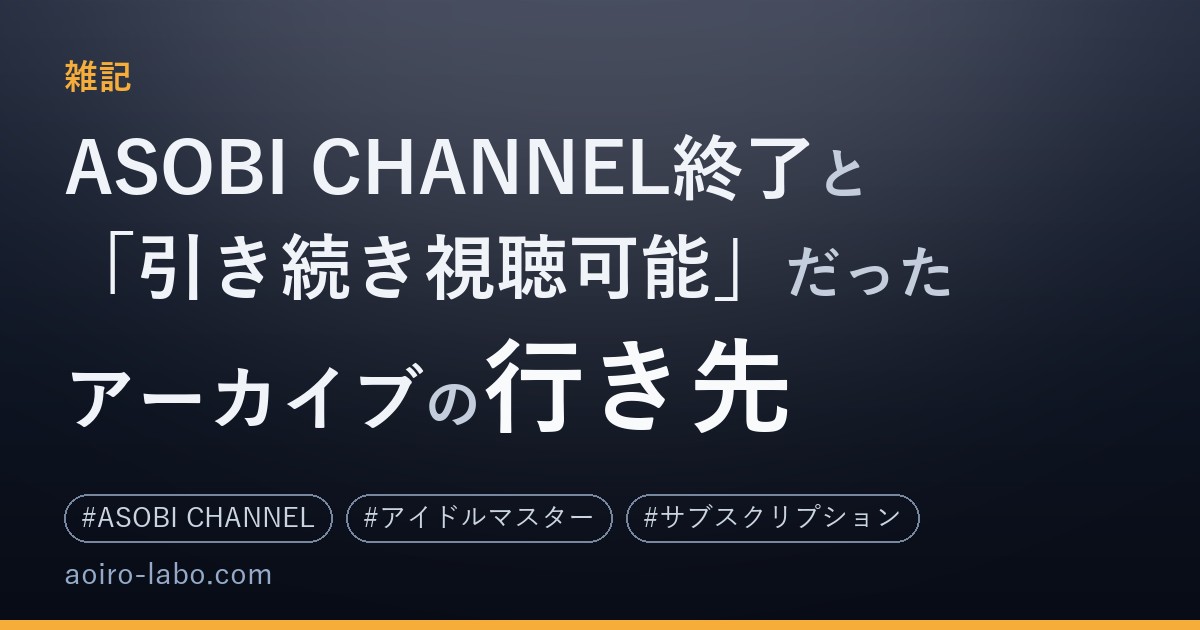 雑記
ASOBI CHANNEL終了と
「引き続き視聴可能」だった
アーカイブの行き先
#ASOBI CHANNEL #アイドルマスター #サブスクリプション
aoiro-labo.com